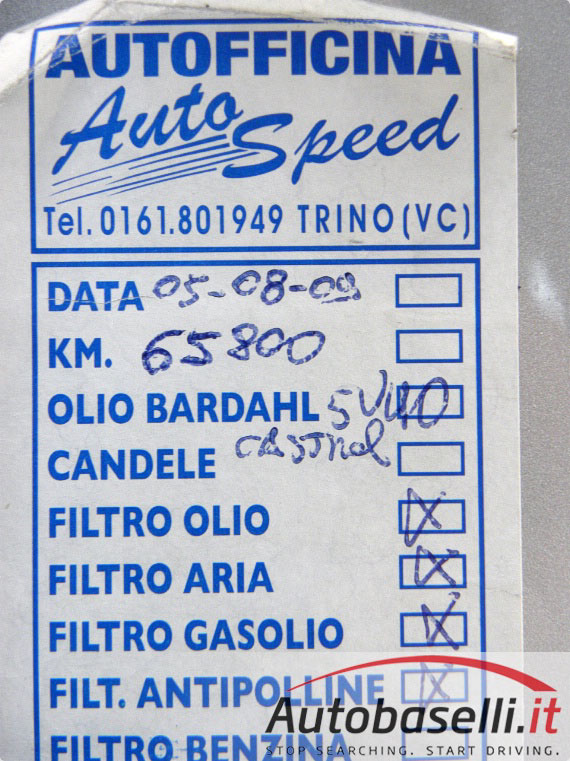 AUTOFFICINA
Auto Speed
Tel. 0161.801949 TRINO (VC)
DATA 05-08-09
KM. 65800
OLIO BARDAHL 5W40
castrol
CANDELE
FILTRO OLIO X
FILTRO ARIA X
FILTRO GASOLIO X
FILT. ANTIPOLLINE X
FILTRO BENZINA
Autobaselli.it
STOP SEARCHING. START DRIVING.